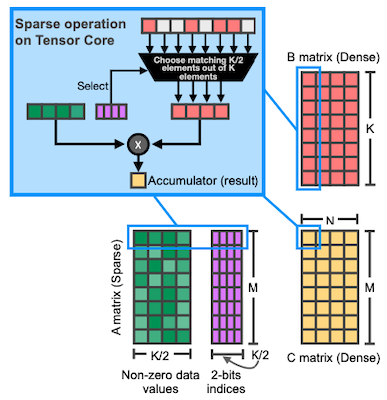 Sparse operation
on Tensor Core
Choose matching K/2
elements out of K
elements
Select
X
Accumulator (result)
B matrix (Dense)
K
A matrix (Sparse)
M
K/2
K/2
Non-zero data
values
2-bits
indices
N
M
C matrix (Dense)